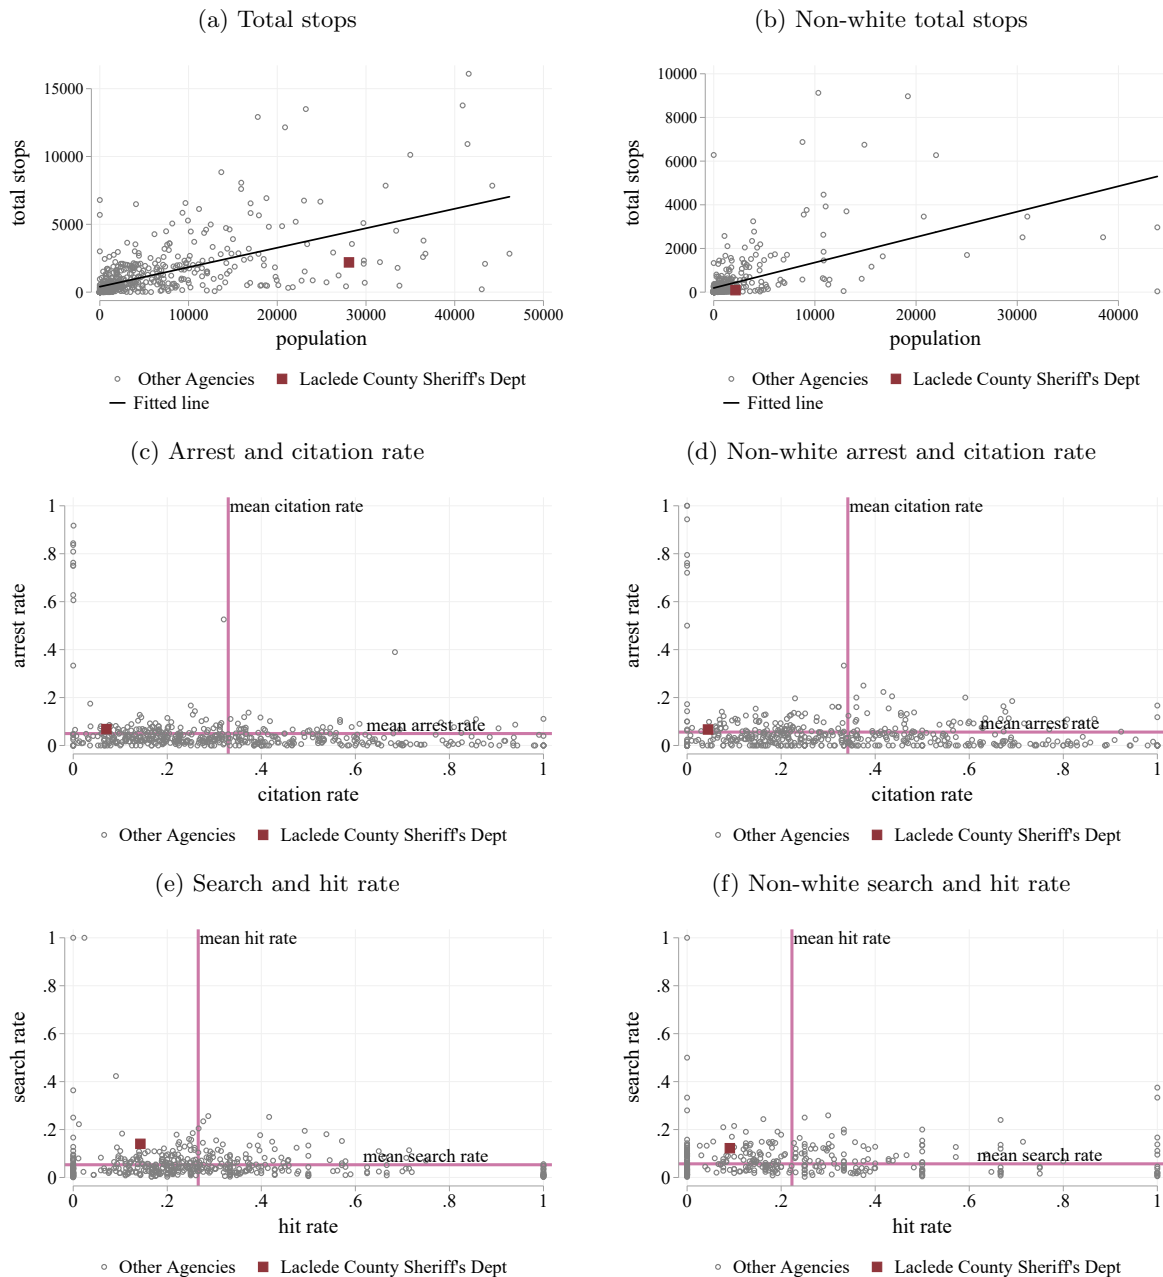 (a) Total stops
(b) Non-white total stops
total stops
15000
10000
5000
0
0 10000 20000 30000 40000 50000
population
Other Agencies Laclede County Sheriff's Dept
Fitted line
total stops
10000
8000
6000
4000
2000
0
0 10000 20000 30000 40000
population
Other Agencies Laclede County Sheriff's Dept
Fitted line
(c) Arrest and citation rate
(d) Non-white arrest and citation rate
arrest rate
1
.8
.6
.4
.2
0
mean citation rate
mean arrest rate
0 .2 .4 .6 .8 1
citation rate
Other Agencies Laclede County Sheriff's Dept
arrest rate
1
.8
.6
.4
.2
0
mean citation rate
mean arrest rate
0 .2 .4 .6 .8 1
citation rate
Other Agencies Laclede County Sheriff's Dept
(e) Search and hit rate
(f) Non-white search and hit rate
search rate
1
.8
.6
.4
.2
0
mean hit rate
mean search rate
0 .2 .4 .6 .8 1
hit rate
Other Agencies Laclede County Sheriff's Dept
search rate
1
.8
.6
.4
.2
0
mean hit rate
mean search rate
0 .2 .4 .6 .8 1
hit rate
Other Agencies Laclede County Sheriff's Dept